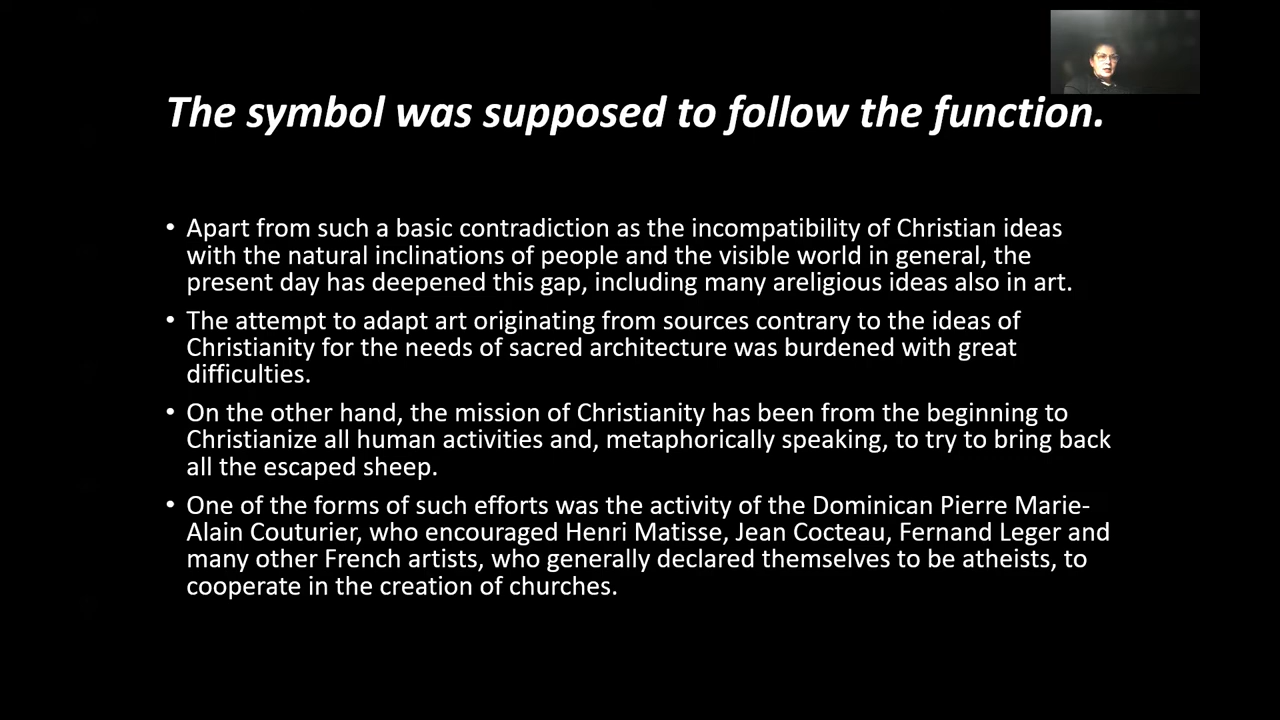 The symbol was supposed to follow the function.
• Apart from such a basic contradiction as the incompatibility of Christian ideas
with the natural inclinations of people and the visible world in general, the
present day has deepened this gap, including many areligious ideas also in art.
• The attempt to adapt art originating from sources contrary to the ideas of
Christianity for the needs of sacred architecture was burdened with great
difficulties.
• On the other hand, the mission of Christianity has been from the beginning to
Christianize all human activities and, metaphorically speaking, to try to bring back
all the escaped sheep.
• One of the forms of such efforts was the activity of the Dominican Pierre Marie-
Alain Couturier, who encouraged Henri Matisse, Jean Cocteau, Fernand Leger and
many other French artists, who generally declared themselves to be atheists, to
cooperate in the creation of churches.